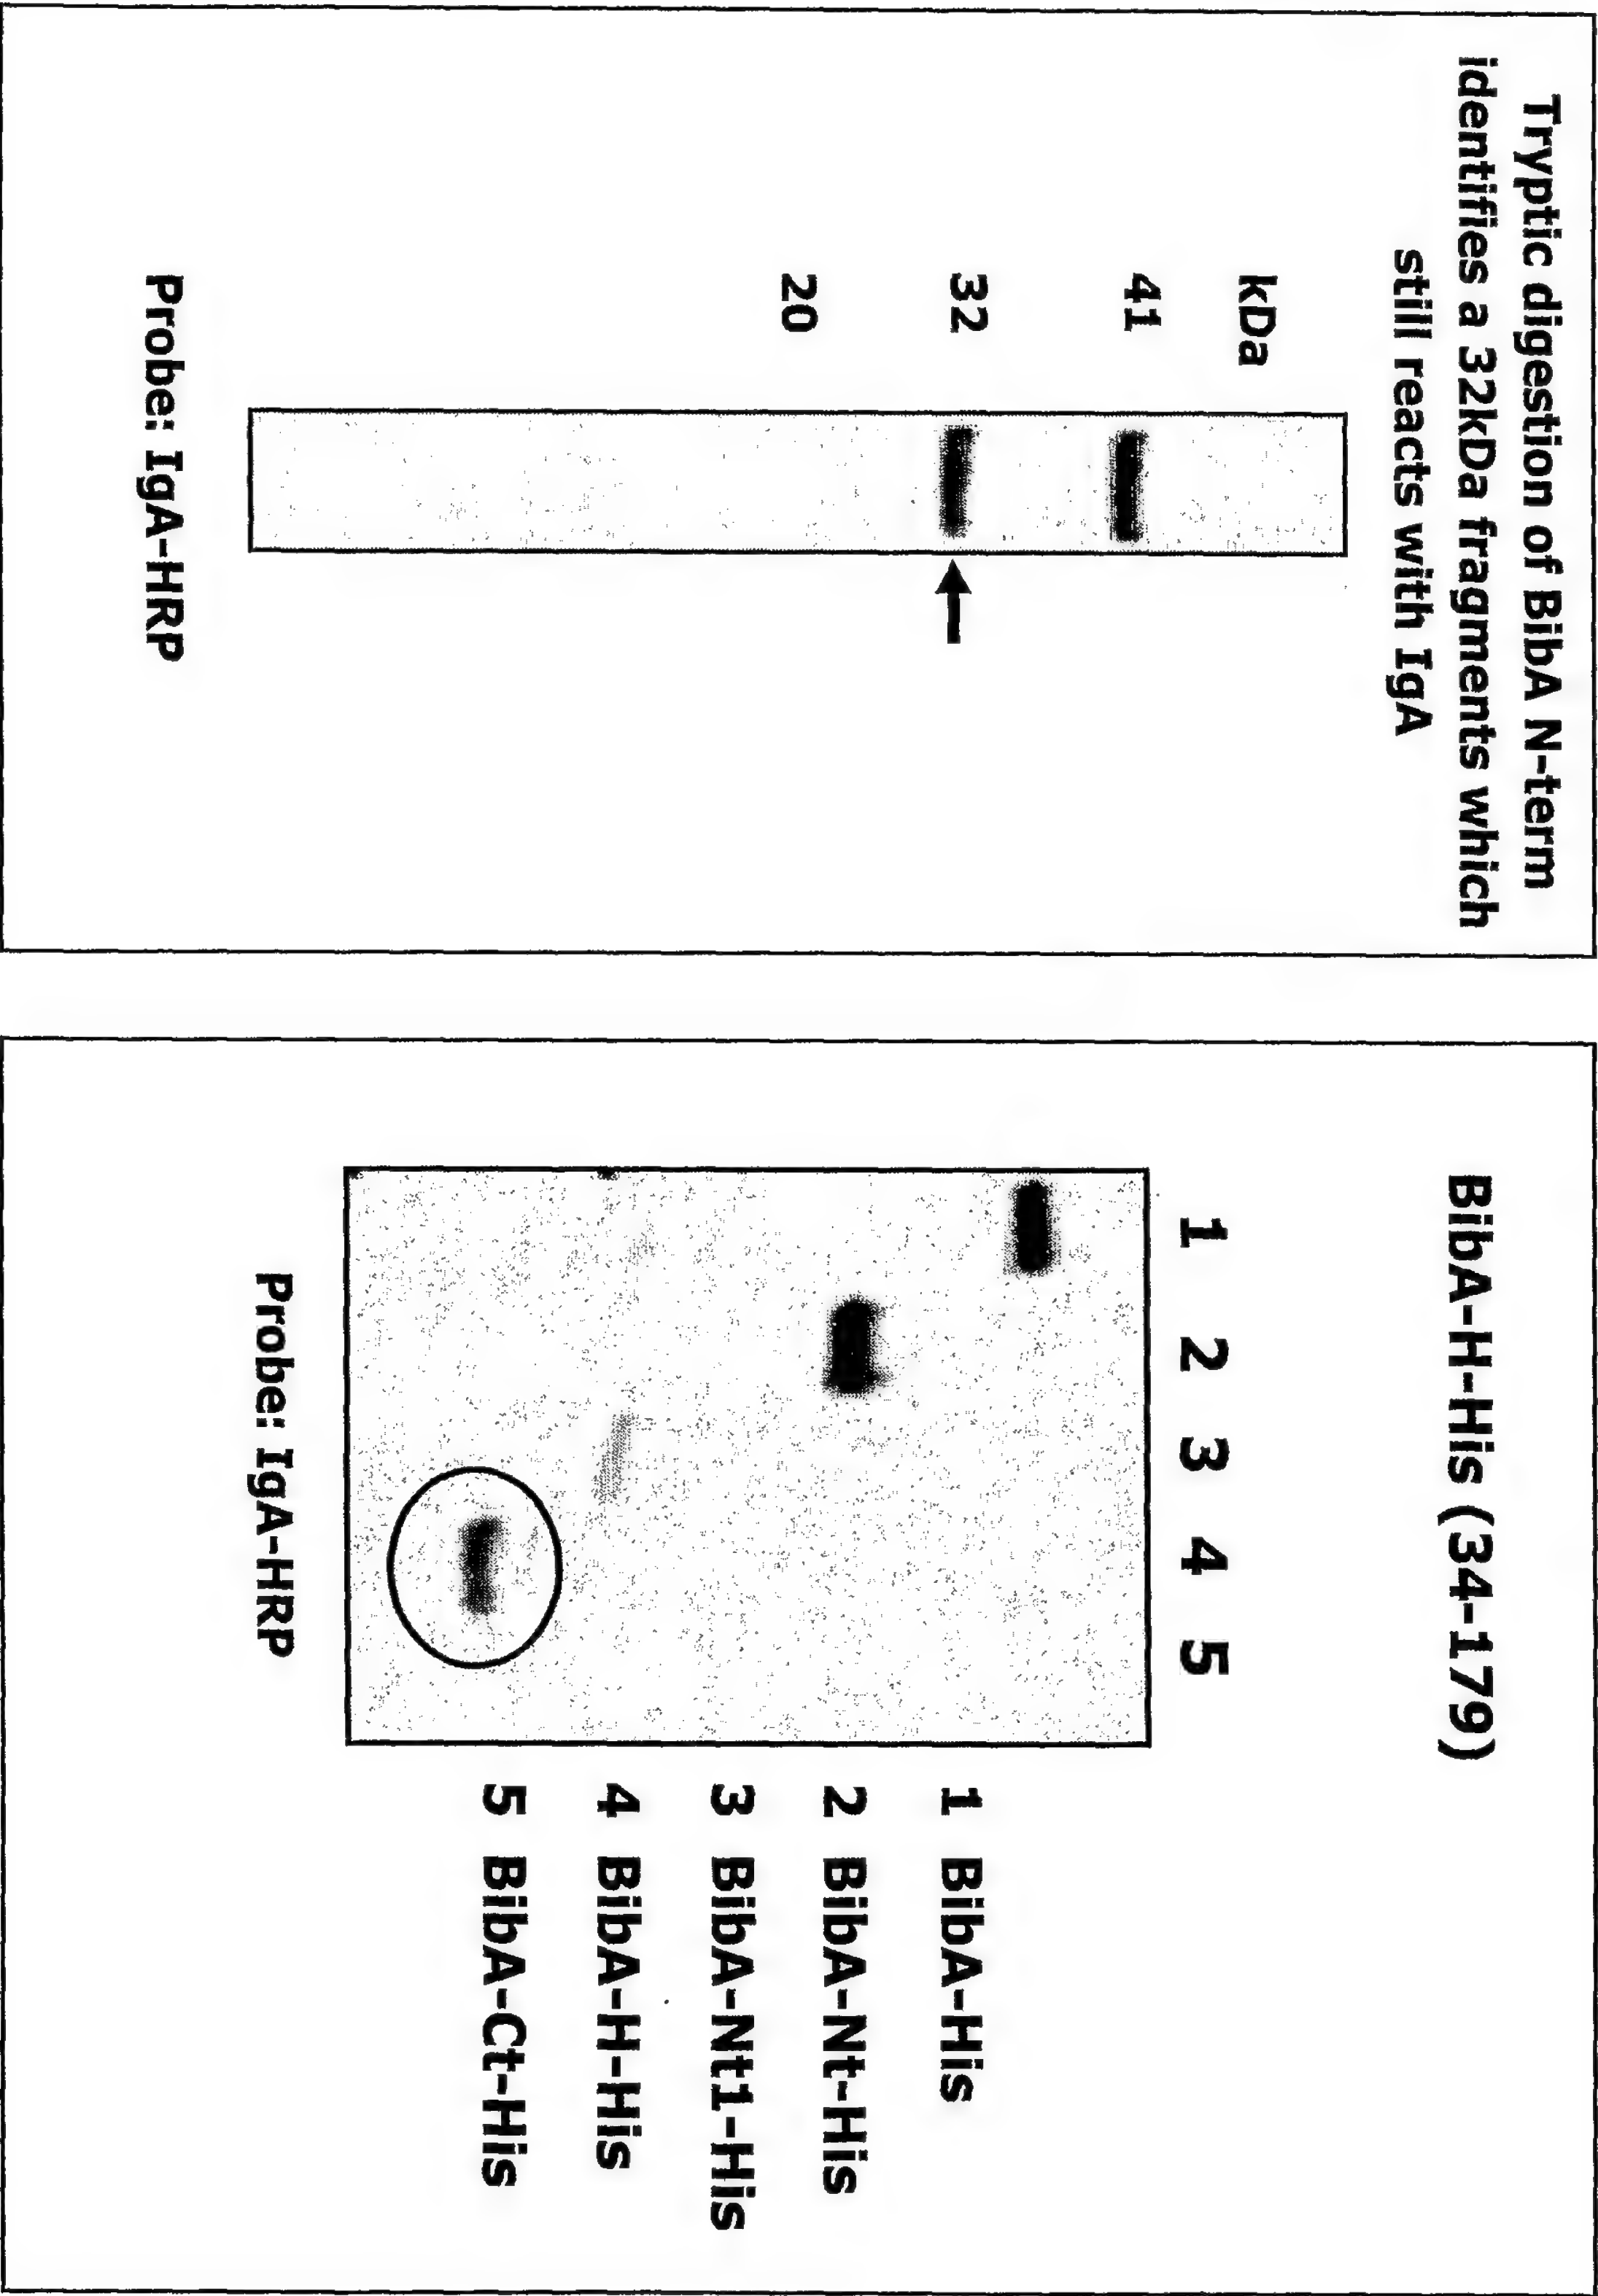 Tryptic digestion of BibA N-term
identifies a 32kDa fragments which
still reacts with IgA
kDa
41
32
20
Probe: IgA-HRP
BibA-H-His (34-179)
1 2 3 4 5
1 BibA-His
2 BibA-Nt-His
3 BibA-Nt1-His
4 BibA-H-His
5 BibA-Ct-His
Probe: IgA-HRP